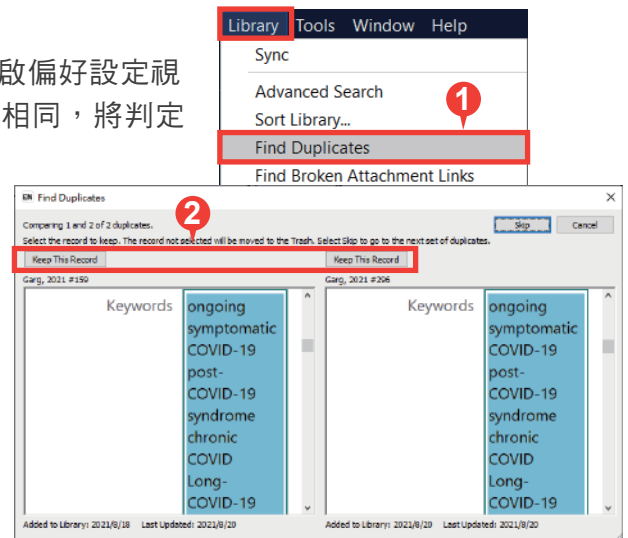 Library Tools Window Help
啟偏好設定視
相同，將判定
Sync
Advanced Search
1
Sort Library...
Find Duplicates
Find Broken Attachment Links
EN Find Duplicates
2
Comparing 1 and 2 of 2 duplicates.
Skip Cancel
Select the record to keep. The record not selected will be moved to the Trash. Select Skip to go to the next set of duplicates.
Keep This Record Keep This Record
Garg, 2021 #159 Garg, 2021 #296
Keywords ongoing Keywords ongoing
symptomatic symptomatic
COVID-19 COVID-19
post- post-
COVID-19 COVID-19
syndrome syndrome
chronic chronic
COVID COVID
Long- Long-
COVID-19 COVID-19
Added to Library: 2021/8/18 Last Updated: 2021/8/20 Added to Library: 2021/8/20 Last Updated: 2021/8/20